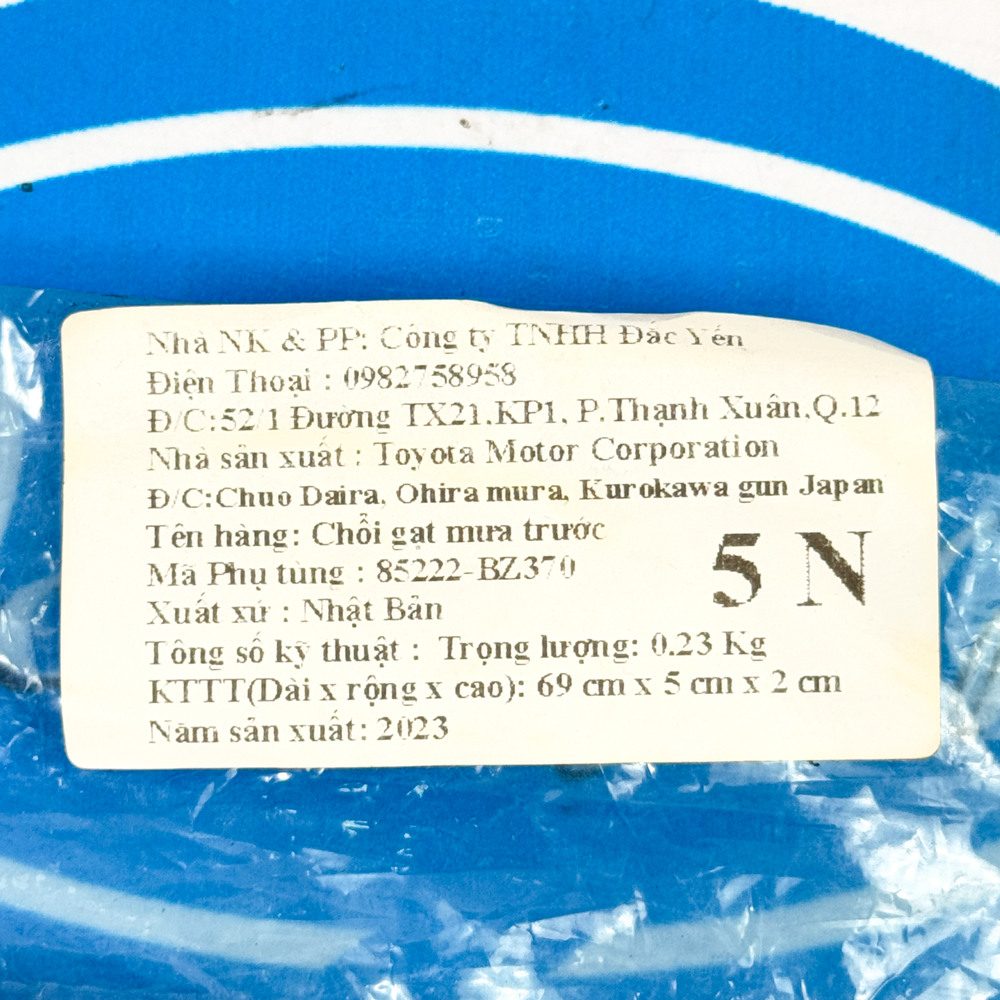 Nhà NK & PP: Công ty TNHH Đắc Yến
Điện Thoại : 0982758958
Đ/C:52/1 Đường TX21,KP1, P.Thạnh Xuân,Q.12
Nhà sản xuất : Toyota Motor Corporation
Đ/C:Chuo Daira, Ohira mura, Kurokawa gun Japan
Tên hàng: Chổi gạt mưa trước
Mã Phụ tùng : 85222-BZ370
5 N
Xuất xứ : Nhật Bản
Tông số kỹ thuật : Trọng lượng: 0.23 Kg
KTTT(Dài x rộng x cao): 69 cm x 5 cm x 2 cm
Năm sản xuất: 2023